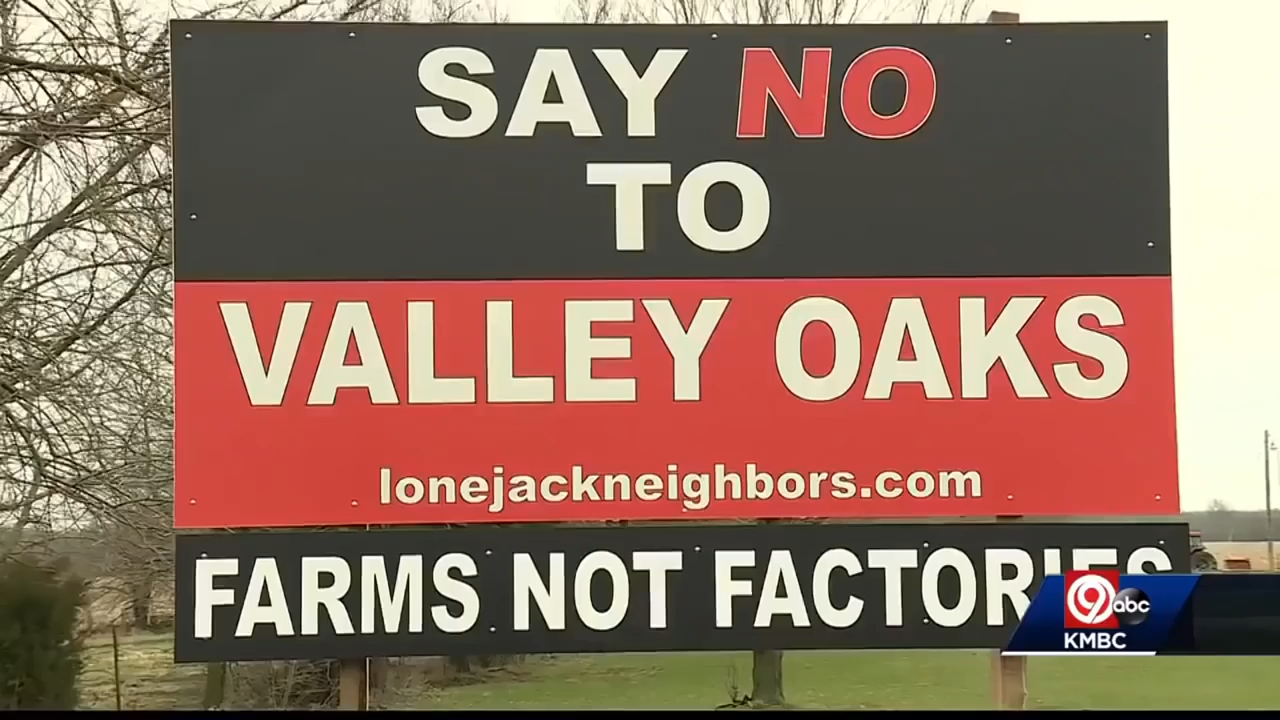 SAY NO
TO
VALLEY OAKS
lonejackneighbors.com
FARMS NOT FACTORIES
9 abc
KMBC